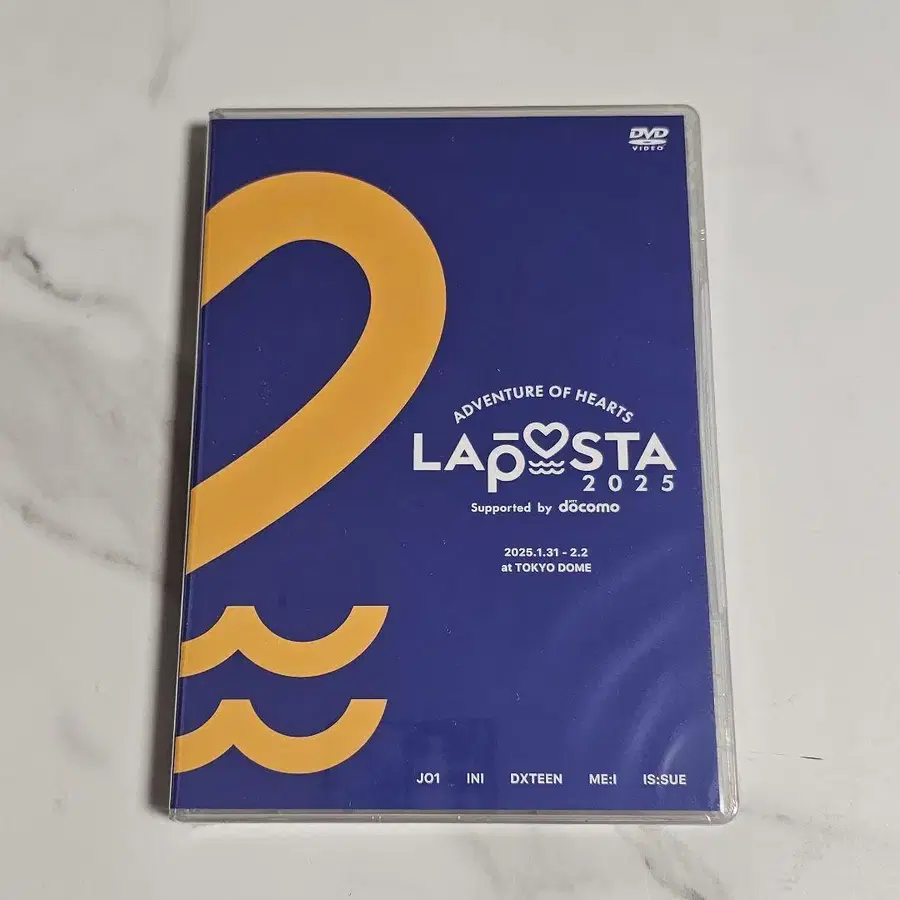 DVD
VIDEO
ADVENTURE OF HEARTS
LAPOSTA
2025
Supported by docomo
2025.1.31 - 2.2
at TOKYO DOME
JO1 INI DXTEEN ME:I IS:SUE